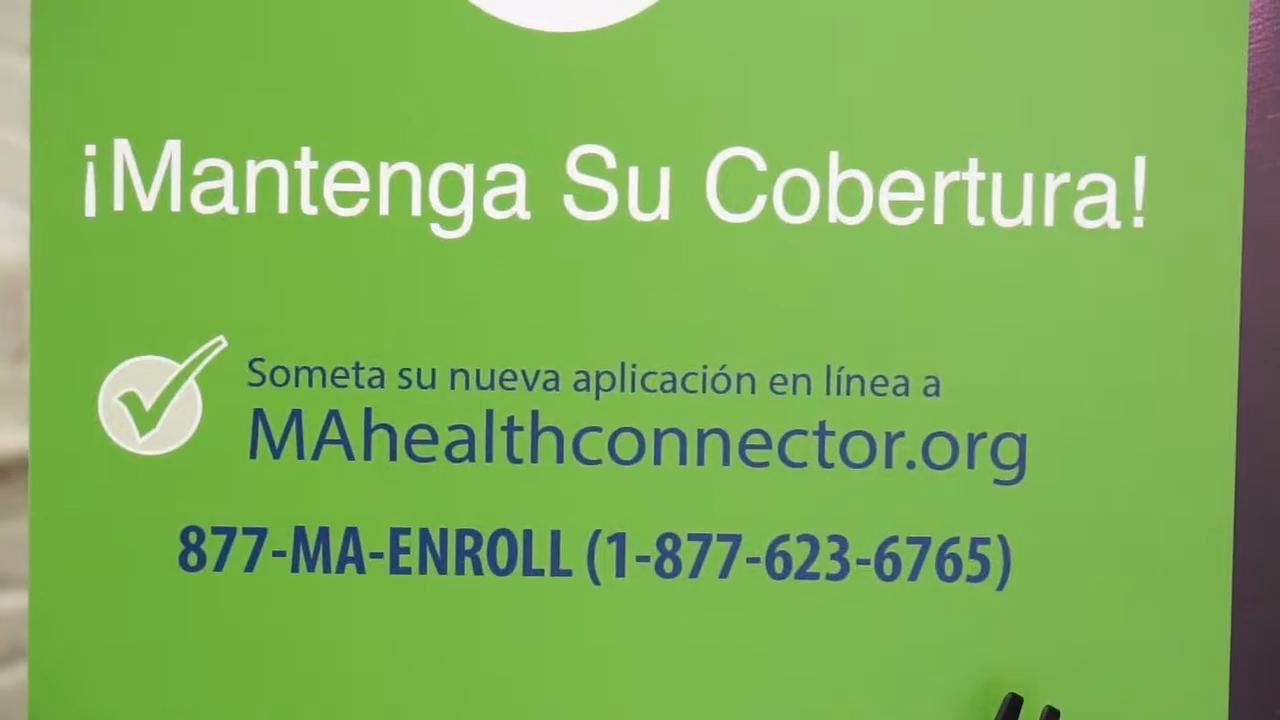 ¡Mantenga Su Cobertura!
Someta su nueva aplicación en línea a
MAhealthconnector.org
877-MA-ENROLL (1-877-623-6765)